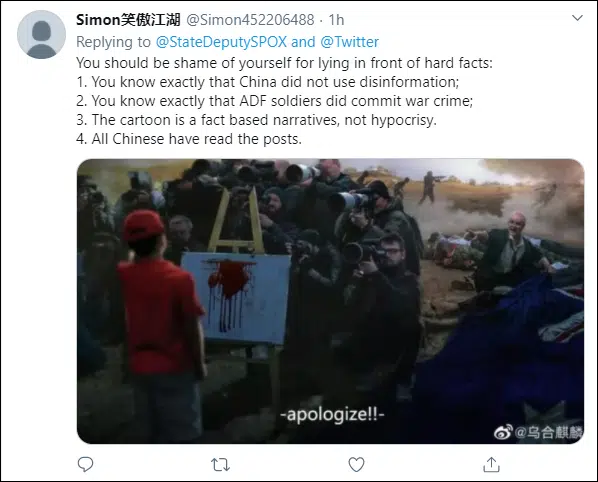 Simon笑傲江湖 @Simon452206488 · 1h
Replying to @StateDeputySPOX and @Twitter
You should be shame of yourself for lying in front of hard facts:
1. You know exactly that China did not use disinformation;
2. You know exactly that ADF soldiers did commit war crime;
3. The cartoon is a fact based narratives, not hypocrisy.
4. All Chinese have read the posts.
-apologize!!-
@乌合麒麟